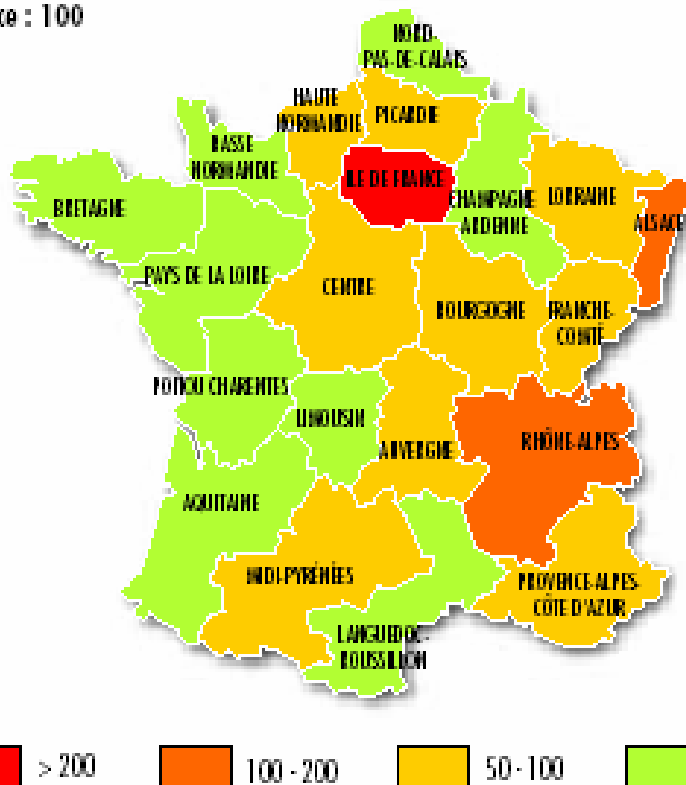 ce : 100
NORD-
PAS-DE-CALAIS
HAUTE
NORMANDIE
PICARDIE
BASSE
NORMANDIE
ILE DE FRANCE
CHAMPAGNE
ARDENNE
LORRAINE
ALSACE
BRETAGNE
PAYS DE LA LOIRE
CENTRE
BOURGOGNE
FRANCHE-
COMTÉ
POITOU CHARENTES
LIMOUSIN
AUVERGNE
RHÔNE-ALPES
AQUITAINE
MIDI-PYRÉNÉES
PROVENCE-ALPES-
CÔTE D'AZUR
LANGUEDOC-
ROUSSILLON
> 200
100 - 200
50 - 100